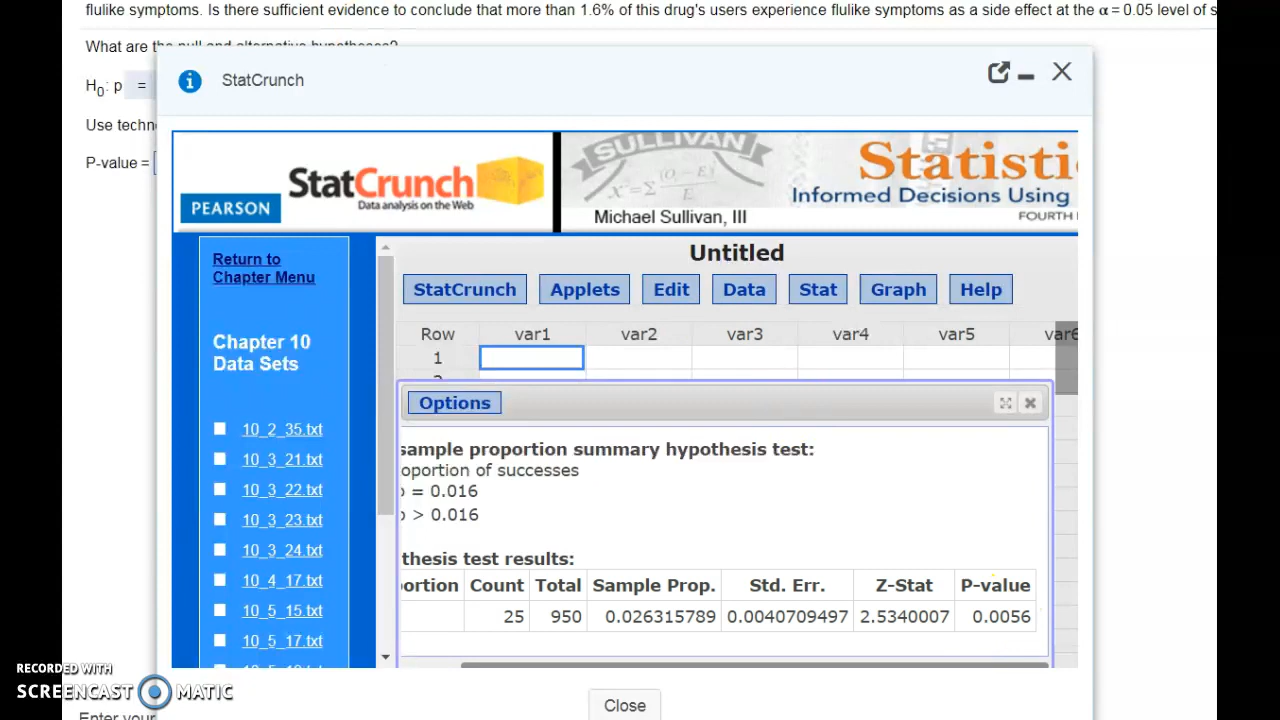 flulike symptoms. Is there sufficient evidence to conclude that more than 1.6% of this drug's users experience flulike symptoms as a side effect at the α = 0.05 level of s
What are the null and alternative hypotheses?
H0: p =
Use techn
P-value =
StatCrunch
PEARSON
StatCrunch
Data analysis on the Web
SULLIVAN
Michael Sullivan, III
Statisti
Informed Decisions Using
FOURTH
Return to
Chapter Menu
Chapter 10
Data Sets
10_2_35.txt
10_3_21.txt
10_3_22.txt
10_3_23.txt
10_3_24.txt
10_4_17.txt
10_5_15.txt
10_5_17.txt
Untitled
StatCrunch Applets Edit Data Stat Graph Help
Row var1 var2 var3 var4 var5 var6
1
Options
sample proportion summary hypothesis test:
oportion of successes
p = 0.016
p > 0.016
thesis test results:
ortion Count Total Sample Prop. Std. Err. Z-Stat P-value
25 950 0.026315789 0.0040709497 2.5340007 0.0056
Close
Enter your
RECORDED WITH
SCREENCAST MATIC